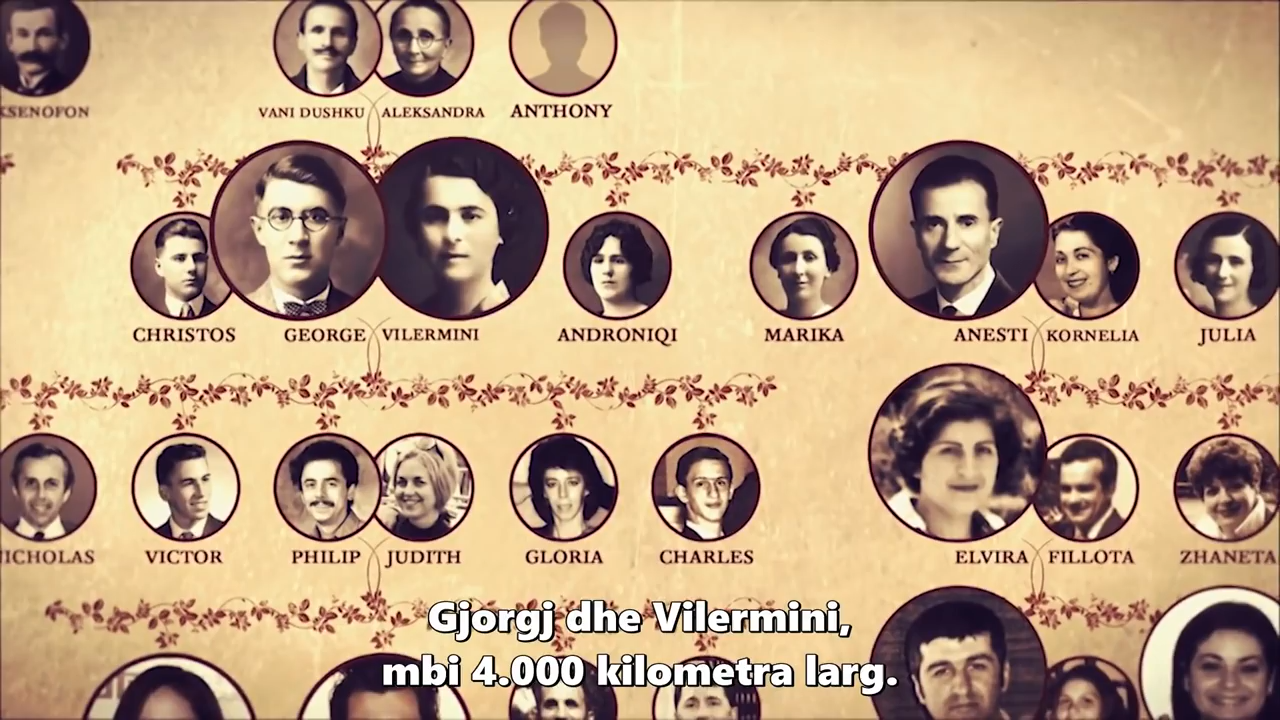 KSENOFON
VANI DUSHKU
ALEKSANDRA
ANTHONY
CHRISTOS
GEORGE
VILERMINI
ANDRONIQI
MARIKA
ANESTI
KORNELIA
JULIA
NICHOLAS
VICTOR
PHILIP
JUDITH
GLORIA
CHARLES
ELVIRA
FILLOTA
ZHANETA
Gjorgj dhe Vilermini,
mbi 4.000 kilometra larg.